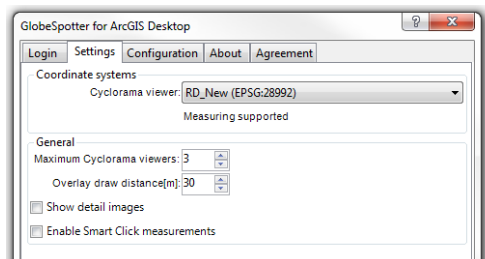 GlobeSpotter for ArcGIS Desktop
Login Settings Configuration About Agreement
Coordinate systems
Cyclorama viewer: RD_New (EPSG:28992)
Measuring supported
General
Maximum Cyclorama viewers: 3
Overlay draw distance[m]: 30
Show detail images
Enable Smart Click measurements